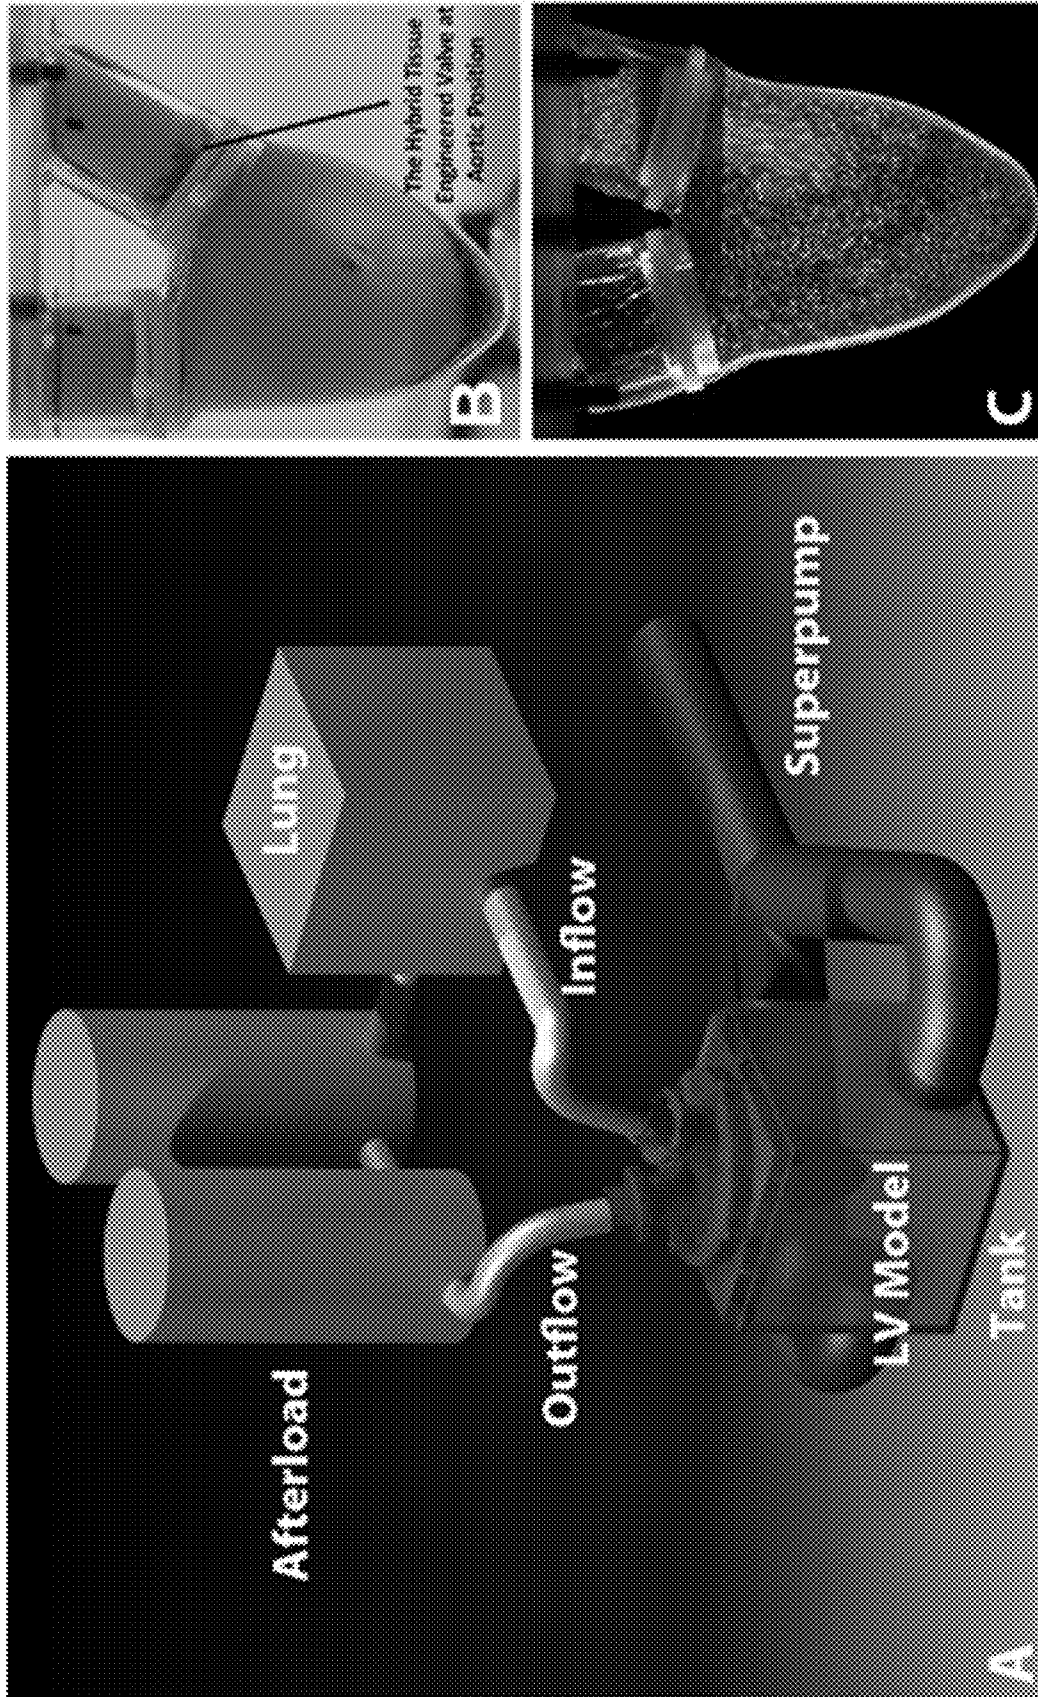 Afterload
Lung
Outflow
Inflow
LV Model
Tank
Superpump
A
The Hybrid Tissue
Engineered Valve at
Aortic Position
B
C